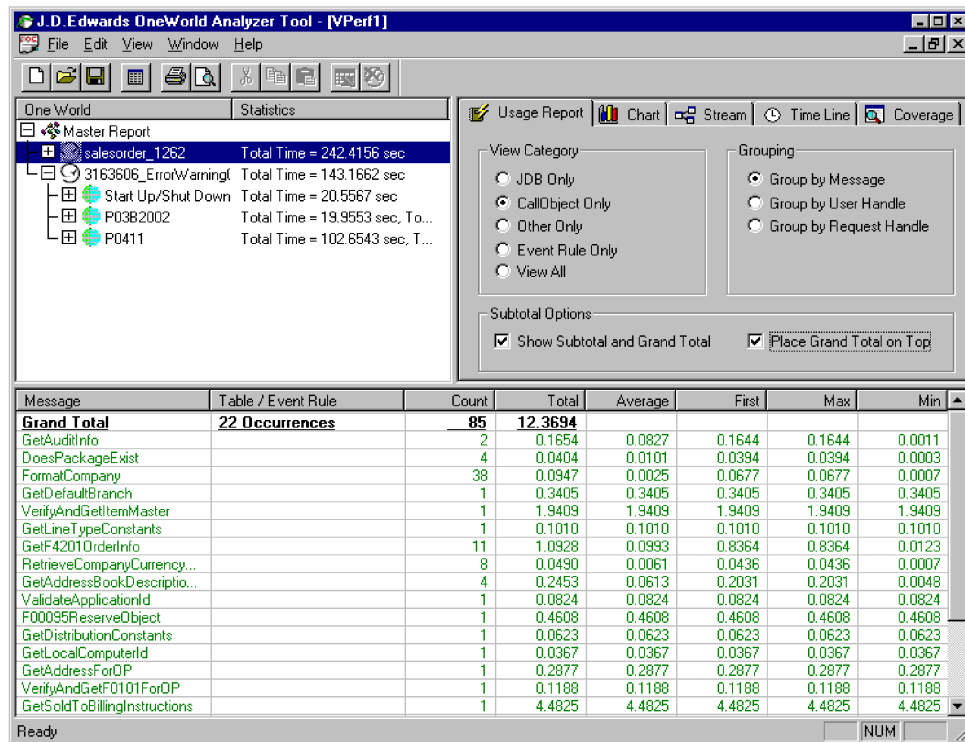 J.D.Edwards OneWorld Analyzer Tool - [VPerf1]
File Edit View Window Help
One World Statistics
Master Report
salesorder_1262 Total Time = 242.4156 sec
3163606_ErrorWarning( Total Time = 143.1662 sec
Start Up/Shut Down Total Time = 20.5567 sec
P03B2002 Total Time = 19.9553 sec, To...
P0411 Total Time = 102.6543 sec, T...
Usage Report Chart Stream Time Line Coverage
View Category
JDB Only
CallObject Only
Other Only
Event Rule Only
View All
Grouping
Group by Message
Group by User Handle
Group by Request Handle
Subtotal Options
Show Subtotal and Grand Total Place Grand Total on Top
Message Table / Event Rule Count Total Average First Max Min
Grand Total 22 Occurrences 85 12.3694
GetAuditInfo 2 0.1654 0.0827 0.1644 0.1644 0.0011
DoesPackageExist 4 0.0404 0.0101 0.0394 0.0394 0.0003
FormatCompany 38 0.0947 0.0025 0.0677 0.0677 0.0007
GetDefaultBranch 1 0.3405 0.3405 0.3405 0.3405 0.3405
VerifyAndGetItemMaster 1 1.9409 1.9409 1.9409 1.9409 1.9409
GetLineTypeConstants 1 0.1010 0.1010 0.1010 0.1010 0.1010
GetF4201OrderInfo 11 1.0928 0.0993 0.8364 0.8364 0.0123
RetrieveCompanyCurrency... 8 0.0490 0.0061 0.0436 0.0436 0.0007
GetAddressBookDescriptio... 4 0.2453 0.0613 0.2031 0.2031 0.0048
ValidateApplicationId 1 0.0824 0.0824 0.0824 0.0824 0.0824
F00095ReserveObject 1 0.4608 0.4608 0.4608 0.4608 0.4608
GetDistributionConstants 1 0.0623 0.0623 0.0623 0.0623 0.0623
GetLocalComputerId 1 0.0367 0.0367 0.0367 0.0367 0.0367
GetAddressForOP 1 0.2877 0.2877 0.2877 0.2877 0.2877
VerifyAndGetF0101ForOP 1 0.1188 0.1188 0.1188 0.1188 0.1188
GetSoldToBillingInstructions 1 4.4825 4.4825 4.4825 4.4825 4.4825
Ready NUM